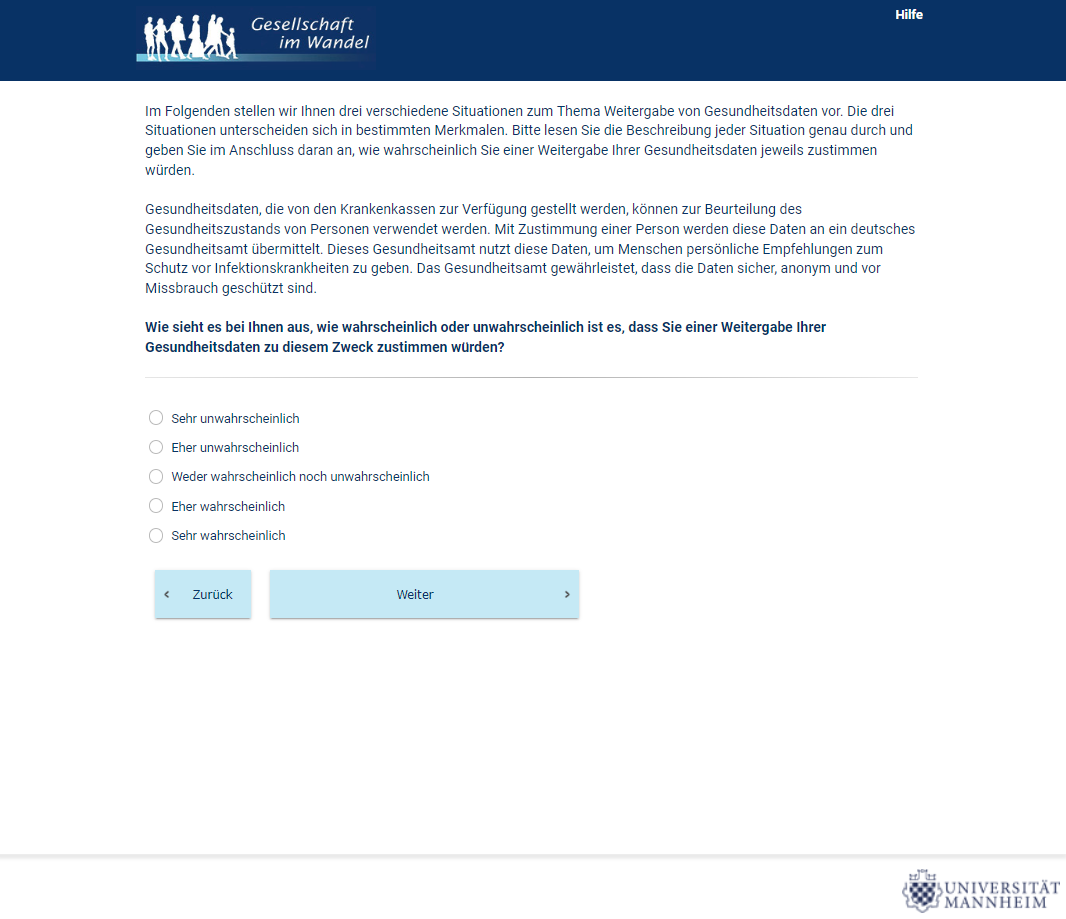 Gesellschaft
im Wandel
Hilfe
Im Folgenden stellen wir Ihnen drei verschiedene Situationen zum Thema Weitergabe von Gesundheitsdaten vor. Die drei
Situationen unterscheiden sich in bestimmten Merkmalen. Bitte lesen Sie die Beschreibung jeder Situation genau durch und
geben Sie im Anschluss daran an, wie wahrscheinlich Sie einer Weitergabe Ihrer Gesundheitsdaten jeweils zustimmen
würden.
Gesundheitsdaten, die von den Krankenkassen zur Verfügung gestellt werden, können zur Beurteilung des
Gesundheitszustands von Personen verwendet werden. Mit Zustimmung einer Person werden diese Daten an ein deutsches
Gesundheitsamt übermittelt. Dieses Gesundheitsamt nutzt diese Daten, um Menschen persönliche Empfehlungen zum
Schutz vor Infektionskrankheiten zu geben. Das Gesundheitsamt gewährleistet, dass die Daten sicher, anonym und vor
Missbrauch geschützt sind.
Wie sieht es bei Ihnen aus, wie wahrscheinlich oder unwahrscheinlich ist es, dass Sie einer Weitergabe Ihrer
Gesundheitsdaten zu diesem Zweck zustimmen würden?
Sehr unwahrscheinlich
Eher unwahrscheinlich
Weder wahrscheinlich noch unwahrscheinlich
Eher wahrscheinlich
Sehr wahrscheinlich
‹ Zurück
Weiter ›
UNIVERSITÄT
MANNHEIM